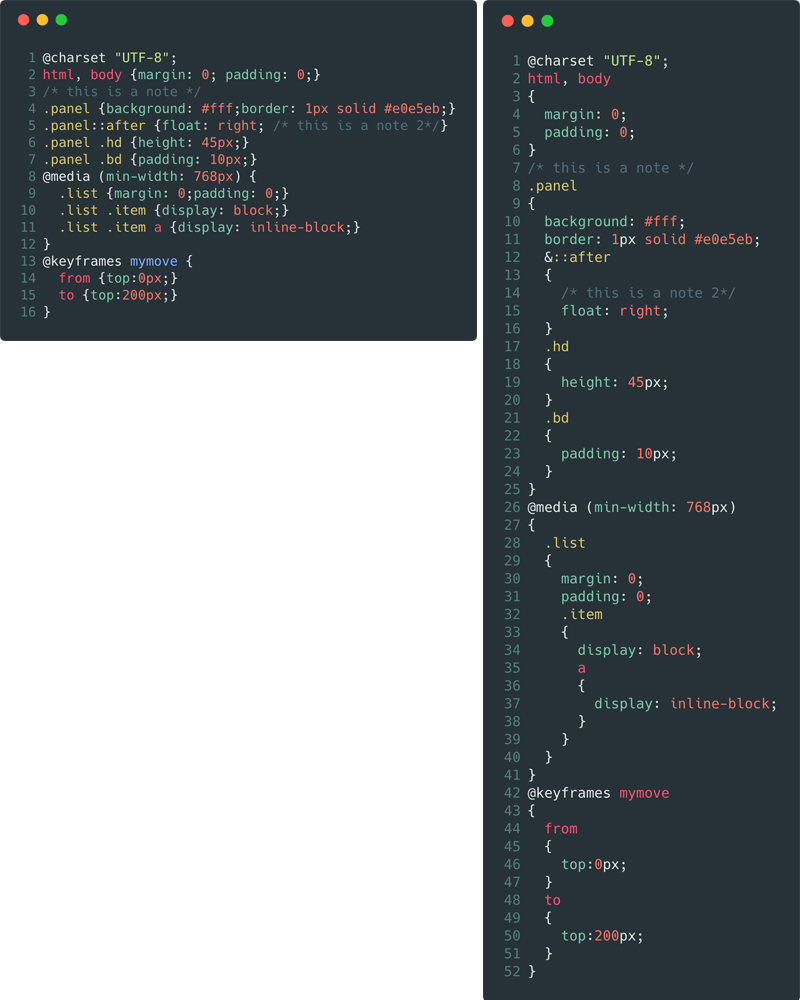 1 @charset "UTF-8";
2 html, body {margin: 0; padding: 0;}
3 /* this is a note */
4 .panel {background: #fff;border: 1px solid #e0e5eb;}
5 .panel::after {float: right; /* this is a note 2*/}
6 .panel .hd {height: 45px;}
7 .panel .bd {padding: 10px;}
8 @media (min-width: 768px) {
9   .list {margin: 0;padding: 0;}
10   .list .item {display: block;}
11   .list .item a {display: inline-block;}
12 }
13 @keyframes mymove {
14   from {top:0px;}
15   to {top:200px;}
16 }
1 @charset "UTF-8";
2 html, body
3 {
4   margin: 0;
5   padding: 0;
6 }
7 /* this is a note */
8 .panel
9 {
10   background: #fff;
11   border: 1px solid #e0e5eb;
12   &::after
13   {
14     /* this is a note 2*/
15     float: right;
16   }
17   .hd
18   {
19     height: 45px;
20   }
21   .bd
22   {
23     padding: 10px;
24   }
25 }
26 @media (min-width: 768px)
27 {
28   .list
29   {
30     margin: 0;
31     padding: 0;
32     .item
33     {
34       display: block;
35       a
36       {
37         display: inline-block;
38       }
39     }
40   }
41 }
42 @keyframes mymove
43 {
44   from
45   {
46     top:0px;
47   }
48   to
49   {
50     top:200px;
51   }
52 }